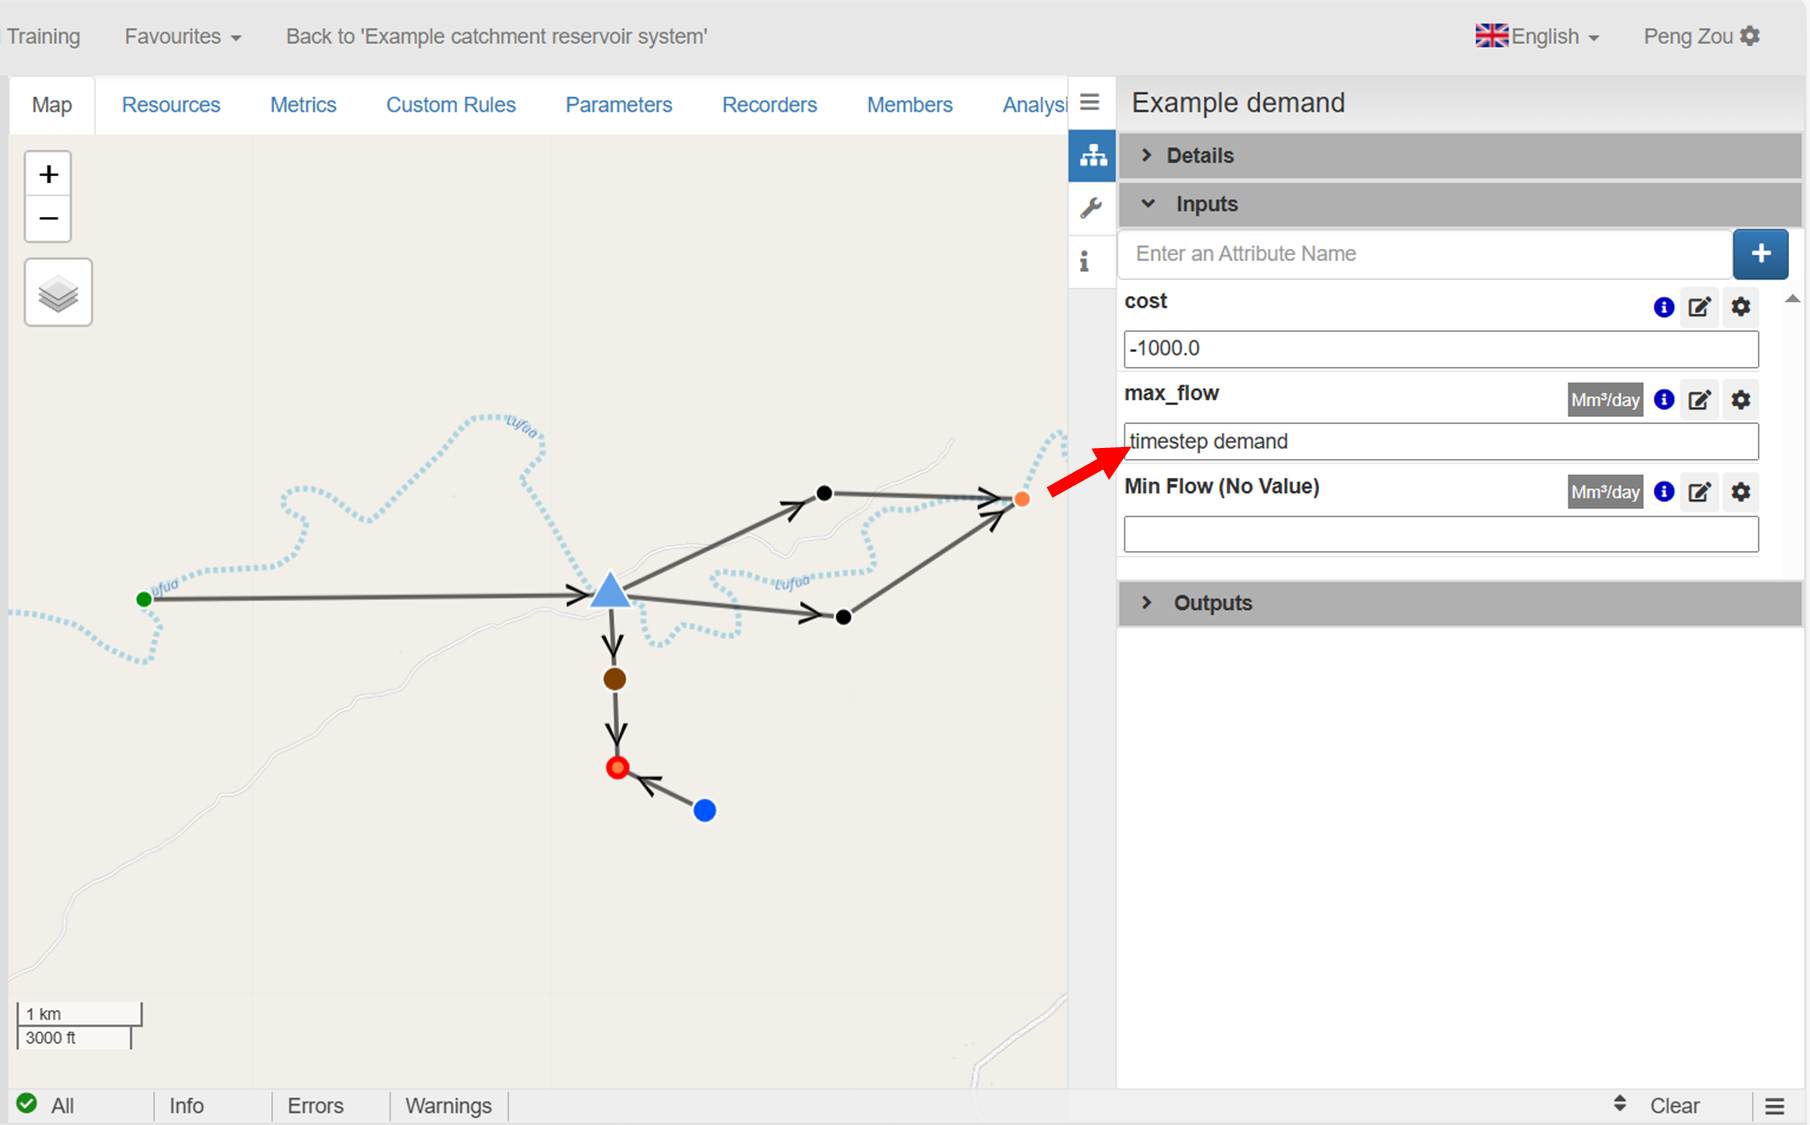 Training Favourites Back to 'Example catchment reservoir system' English Peng Zou
Map Resources Metrics Custom Rules Parameters Recorders Members Analysi
Example demand
Details
Inputs
Enter an Attribute Name
cost
-1000.0
max_flow Mm³/day
timestep demand
Min Flow (No Value) Mm³/day
Outputs
Lufua
Lufua
ufua
1 km
3000 ft
All Info Errors Warnings Clear